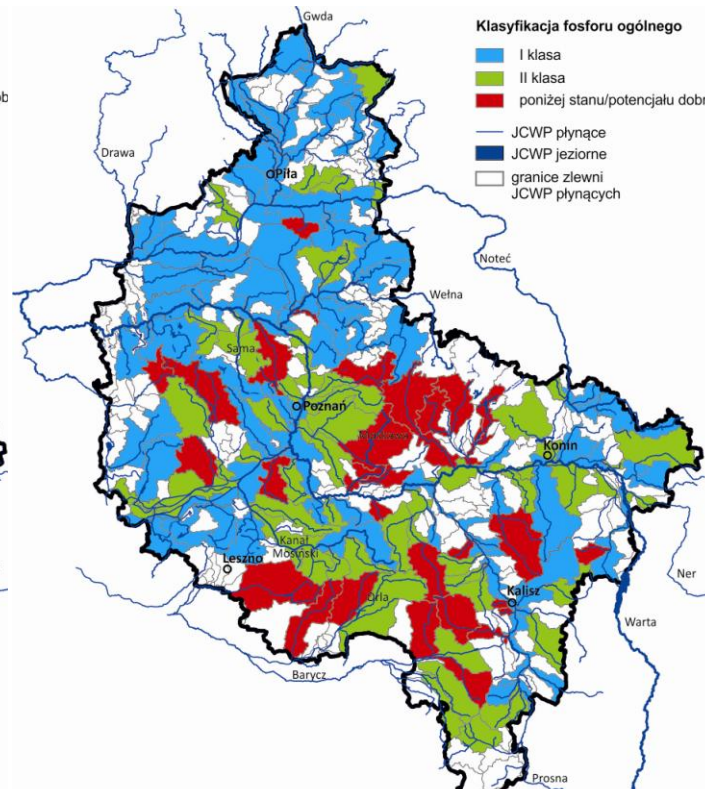 Klasyfikacja fosforu ogólnego
I klasa
II klasa
poniżej stanu/potencjału dobr
JCWP płynące
JCWP jeziorne
granice zlewni
JCWP płynących
Gwda
Drawa
Piła
Noteć
Wełna
Sama
Poznań
Konin
Kanał
Mosiński
Leszno
Orla
Kalisz
Ner
Warta
Barycz
Prosna